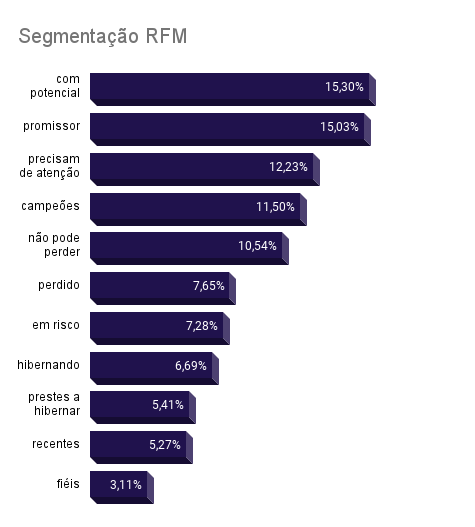 Segmentação RFM
com
potencial
15,30%
promissor
15,03%
precisam
de atenção
12,23%
campeões
11,50%
não pode
perder
10,54%
perdido
7,65%
em risco
7,28%
hibernando
6,69%
prestes a
hibernar
5,41%
recentes
5,27%
fiéis
3,11%